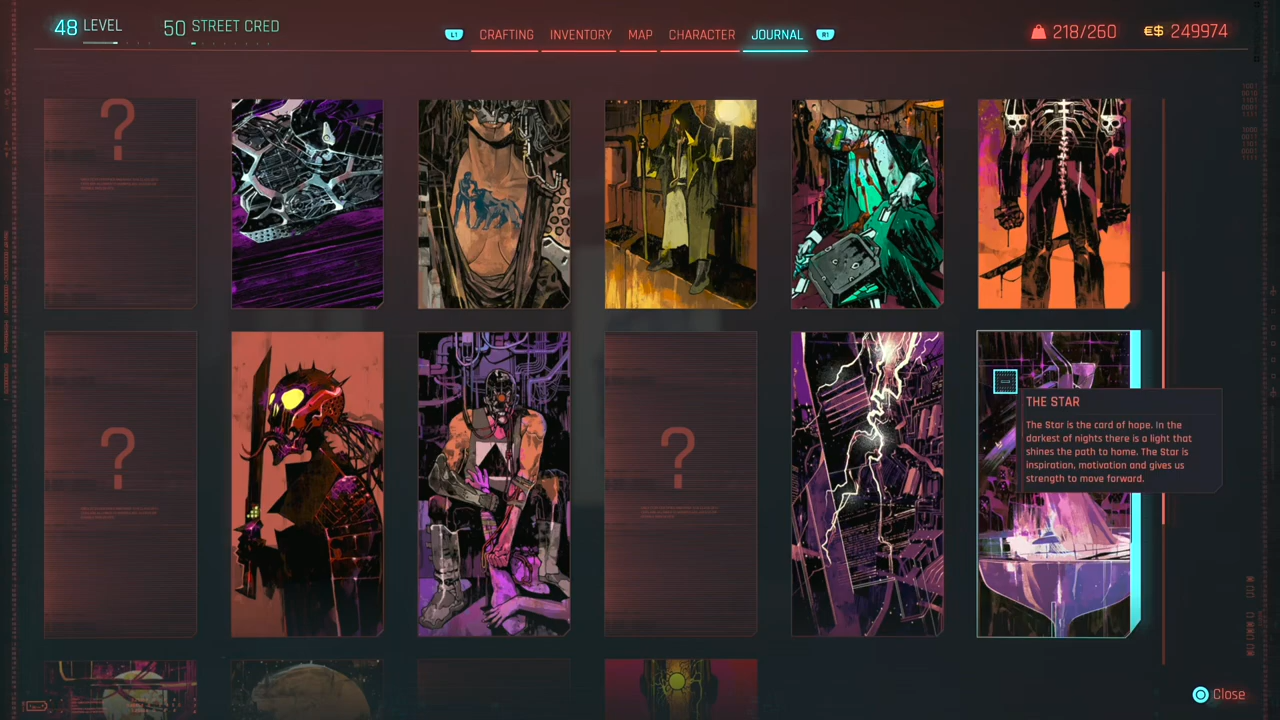 48 LEVEL
50 STREET CRED
L1 CRAFTING INVENTORY MAP CHARACTER JOURNAL R1
218/260
€$ 249974
?
?
?
THE STAR
The Star is the card of hope. In the
darkest of nights there is a light that
shines the path to home. The Star is
inspiration, motivation and gives us
strength to move forward.
Close